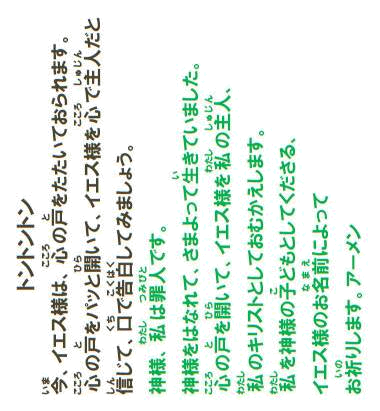 トントントン
今、イエス様は、心の戸をたたいておられます。
心の戸をパッと開いて、イエス様を心で主人だと
信じて、口で告白してみましょう。
神様、私は罪人です。
神様をはなれて、さまよって生きていました。
心の戸を開いて、イエス様を私の主人、
私のキリストとしておむかえします。
私を神様の子どもとしてくださる、
イエス様のお名前によって
お祈りします。アーメン